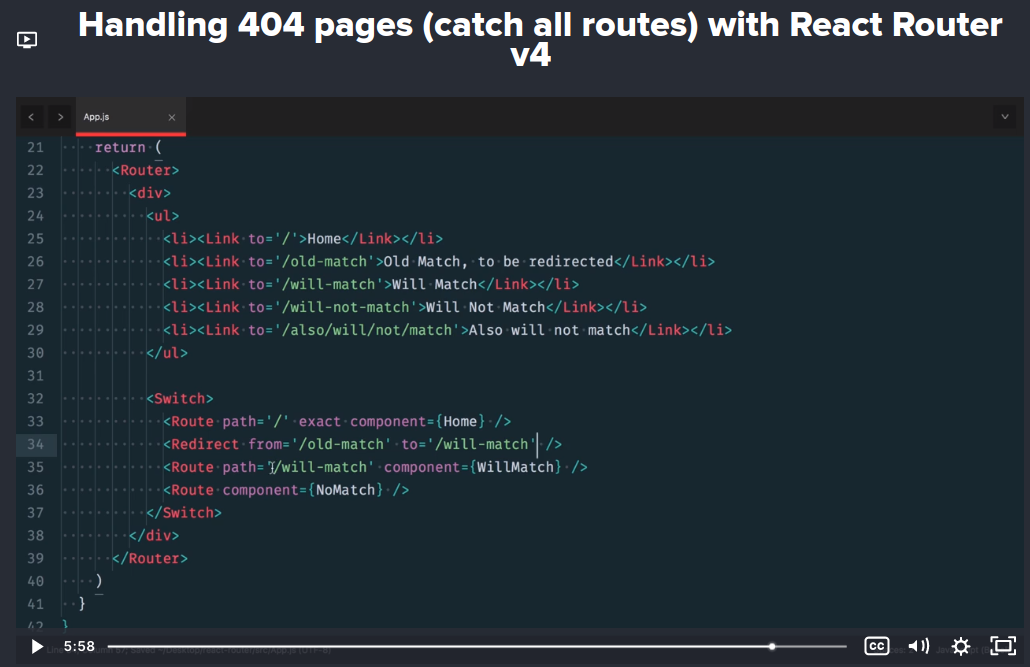 Handling 404 pages (catch all routes) with React Router
v4
App.js
21 return (
22 <Router>
23 <div>
24 <ul>
25 <li><Link to='/'>Home</Link></li>
26 <li><Link to='/old-match'>Old Match, to be redirected</Link></li>
27 <li><Link to='/will-match'>Will Match</Link></li>
28 <li><Link to='/will-not-match'>Will Not Match</Link></li>
29 <li><Link to='/also/will/not/match'>Also will not match</Link></li>
30 </ul>
31
32 <Switch>
33 <Route path='/' exact component={Home} />
34 <Redirect from='/old-match' to='/will-match' />
35 <Route path='/will-match' component={WillMatch} />
36 <Route component={NoMatch} />
37 </Switch>
38 </div>
39 </Router>
40 )
41 }
42 }
5:58 CC